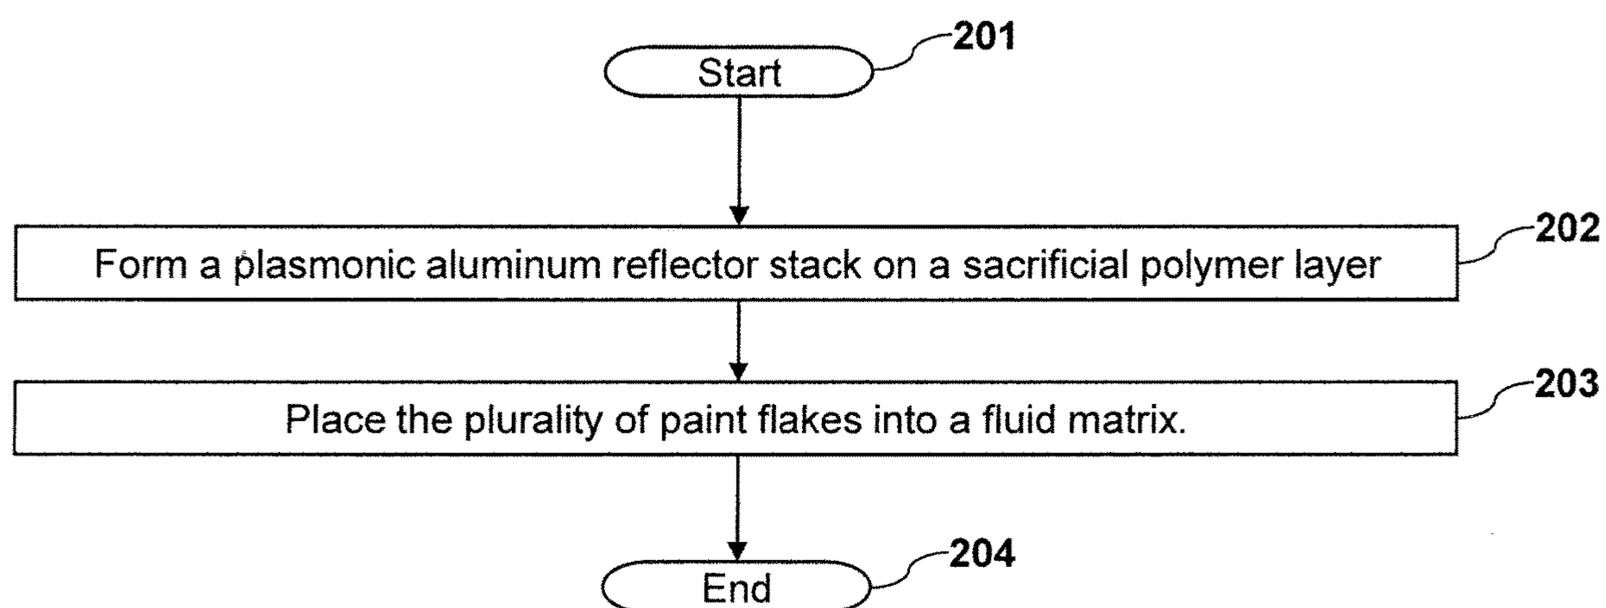 201
Start
202
Form a plasmonic aluminum reflector stack on a sacrificial polymer layer
203
Place the plurality of paint flakes into a fluid matrix.
204
End